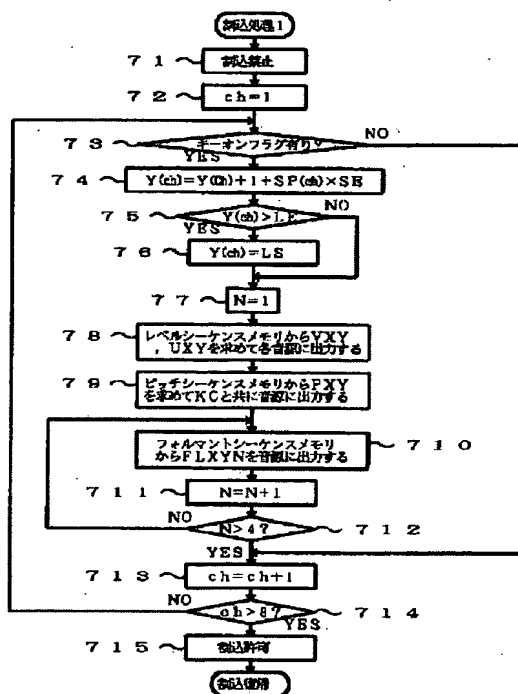 割込処理1
71 割込禁止
72 ch=1
73 キーオンフラグ有り? NO
YES
74 Y(ch)=Y(Ch)+1+SP(ch)×SE
75 Y(ch)>LE NO
YES
76 Y(ch)=LS
77 N=1
78 レベルシーケンスメモリからVXY
，UXYを求めて各音源に出力する
79 ピッチシーケンスメモリからPXY
を求めてKCと共に音源に出力する
フォルマントシーケンスメモリ
からFLXYNを音源に出力する 710
711 N=N+1
NO N>4? 712
YES
713 ch=ch+1
NO ch>8? 714
YES
715 割込許可
割込復帰